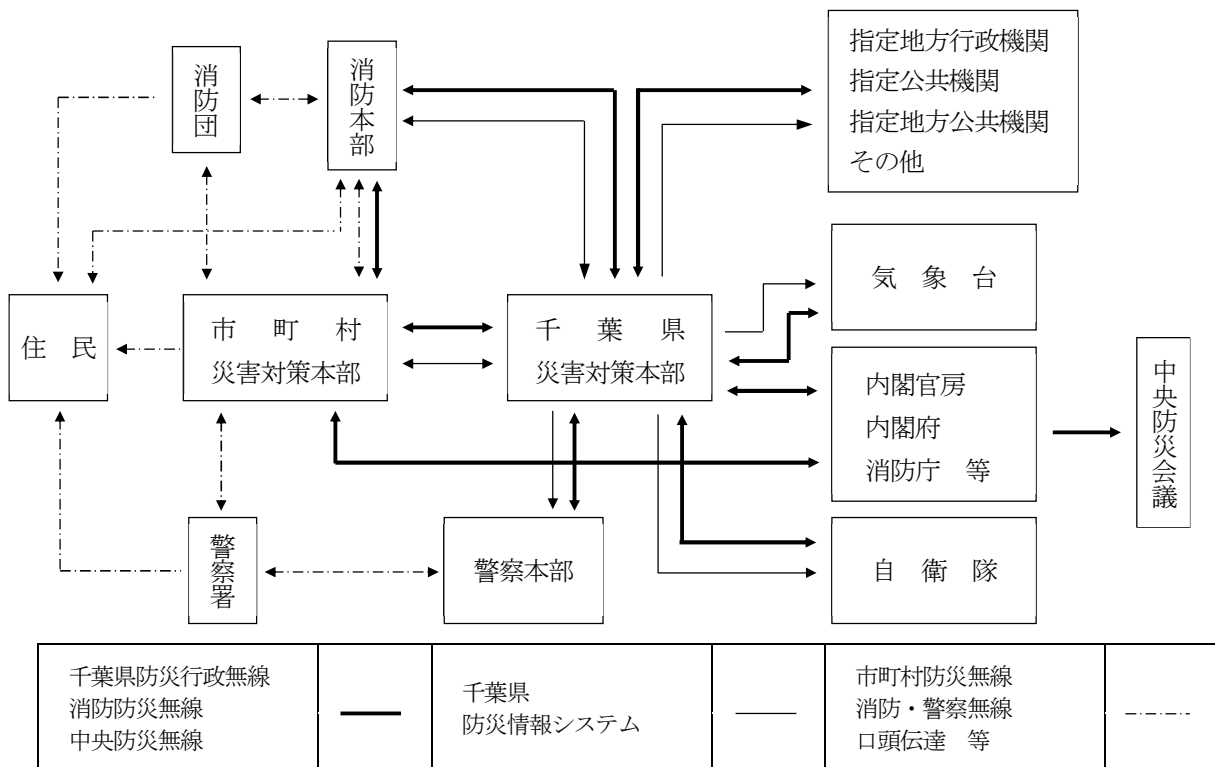 消防団
消防本部
指定地方行政機関
指定公共機関
指定地方公共機関
その他
気象台
住民
市町村
災害対策本部
千葉県
災害対策本部
内閣官房
内閣府
消防庁 等
中央防災会議
警察署
警察本部
自衛隊
千葉県防災行政無線
消防防災無線
中央防災無線
千葉県
防災情報システム
市町村防災無線
消防・警察無線
口頭伝達 等